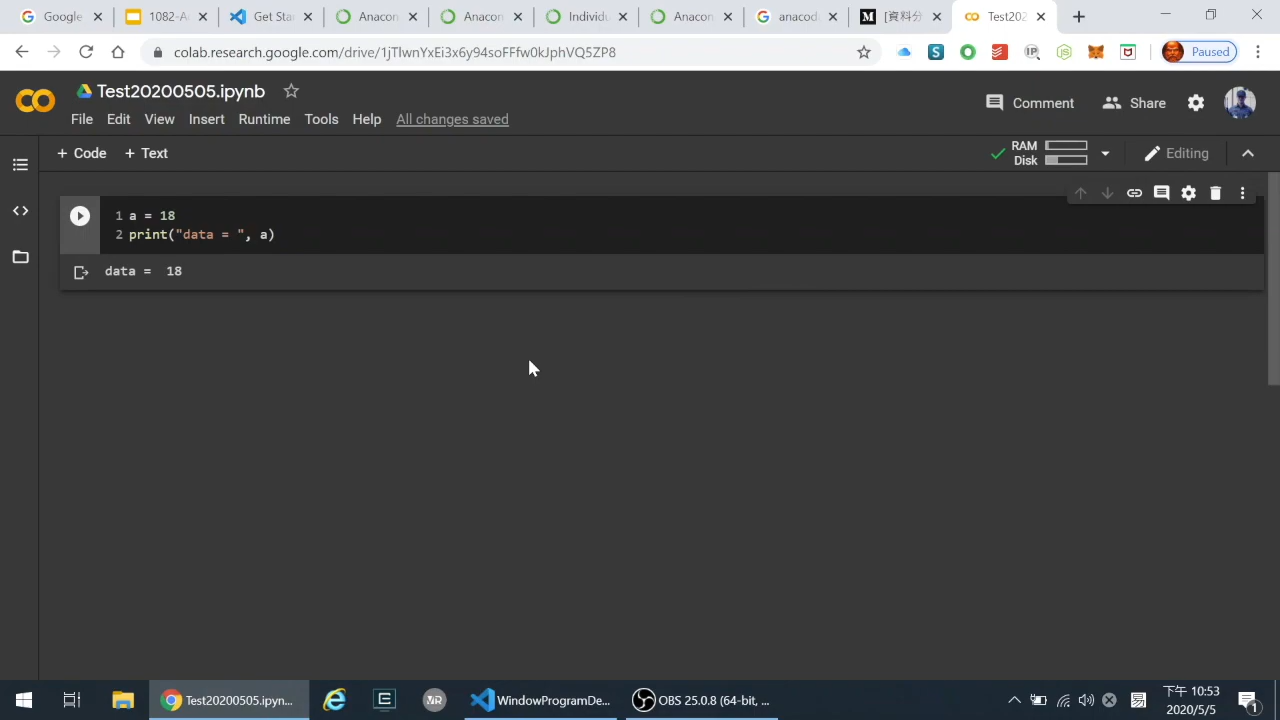 Google
1082 A
Get Star
Anacon
Anacon
Individu
Anacon
anacod
[資料分
Test202
colab.research.google.com/drive/1jTlwnYxEi3x6y94soFFfw0kJphVQ5ZP8
Paused
Test20200505.ipynb
File Edit View Insert Runtime Tools Help All changes saved
Comment
Share
+ Code + Text
RAM
Disk
Editing
1 a = 18
2 print("data = ", a)
data =  18
Test20200505.ipyn...
WindowProgramDe...
OBS 25.0.8 (64-bit, ...
下午 10:53
2020/5/5
1